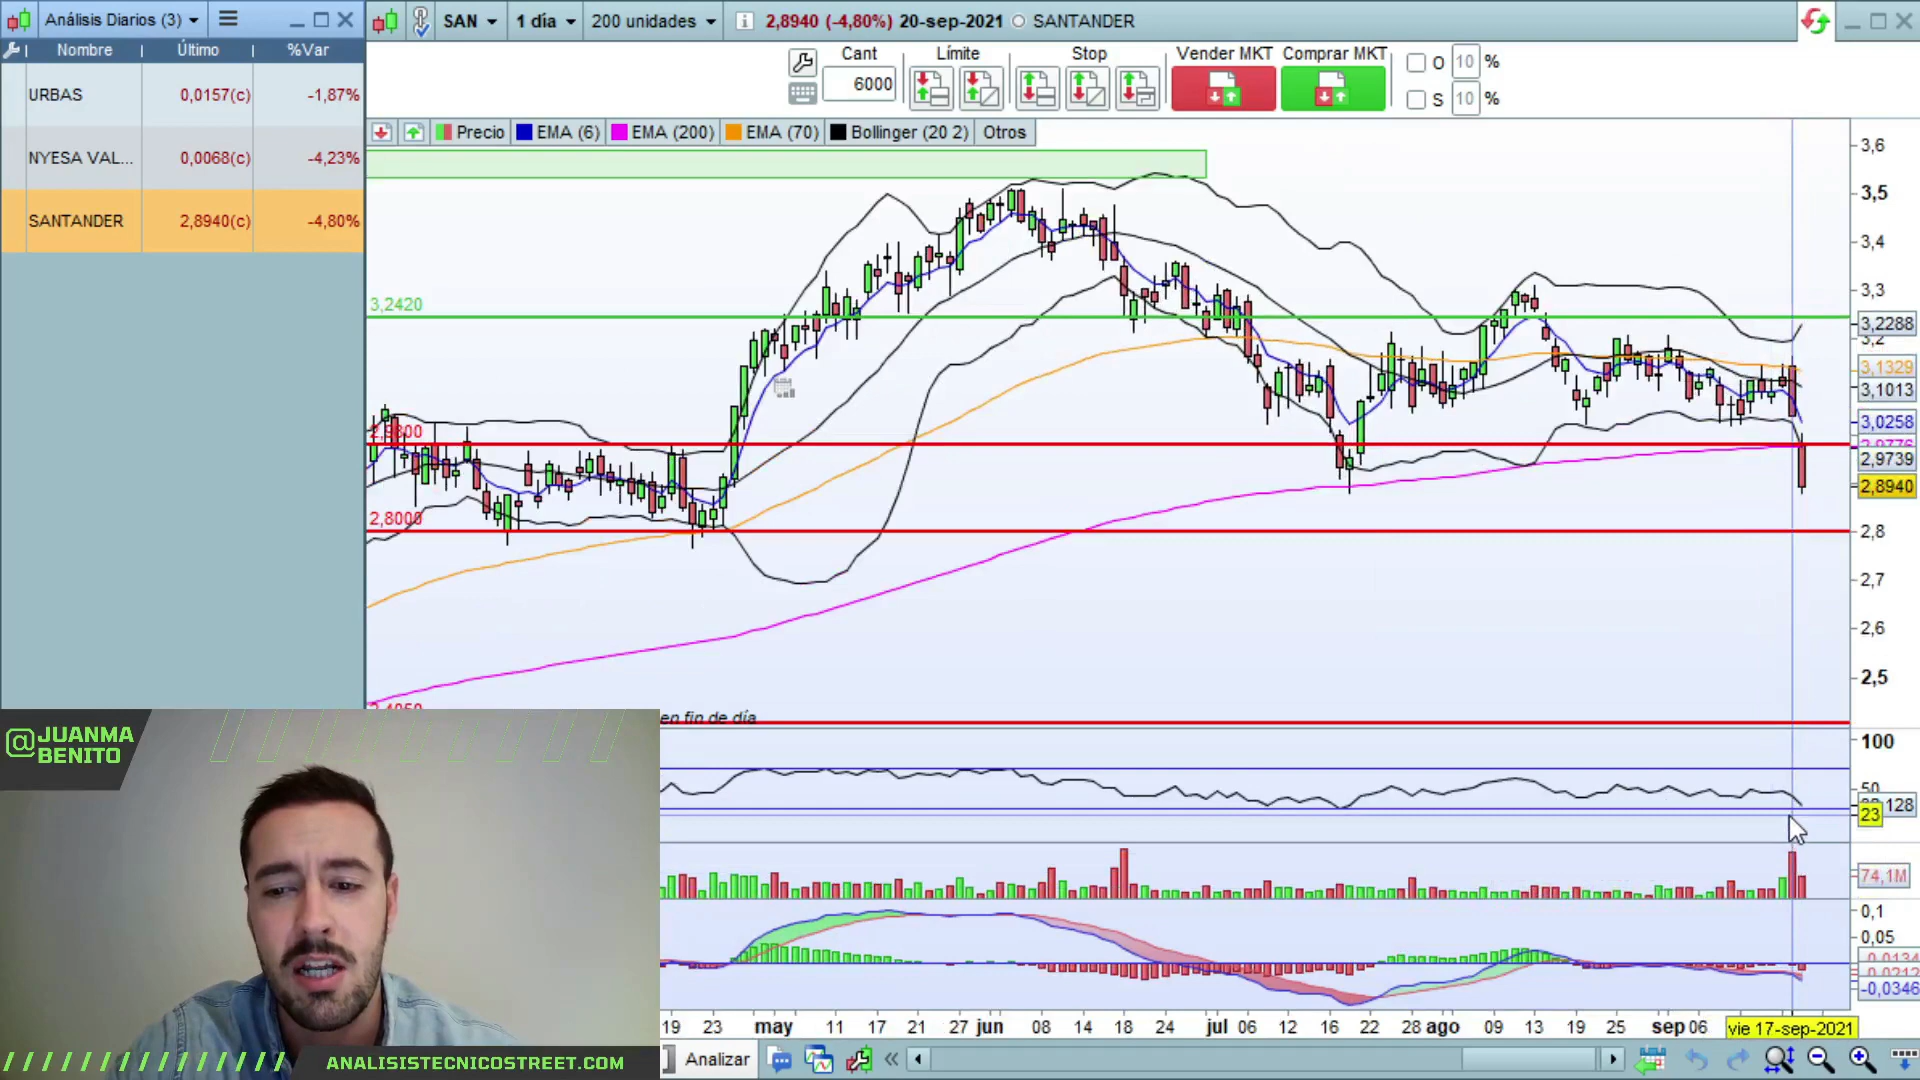 Análisis Diarios (3)
SAN
1 día
200 unidades
2,8940 (-4,80%) 20-sep-2021
SANTANDER
Nombre
Último
%Var
URBAS
0,0157(c)
-1,87%
NYESA VAL...
0,0068(c)
-4,23%
SANTANDER
2,8940(c)
-4,80%
Cant
6000
Límite
Stop
Vender MKT
Comprar MKT
O 10 %
S 10 %
Precio
EMA (6)
EMA (200)
EMA (70)
Bollinger (20 2)
Otros
3,2420
2,9800
2,8000
en fin de día
3,6
3,5
3,4
3,3
3,2288
3,2
3,1329
3,1013
3,0258
2,9776
2,9739
2,8940
2,8
2,7
2,6
2,5
100
50
128
23
74,1M
0,1
0,05
-0,0346
19 23 may 11 17 21 27 jun 08 14 18 24 jul 06 12 16 22 28 ago 09 13 19 25 sep 06
vie 17-sep-2021
Analizar
@JUANMA
BENITO
ANALISISTECNICOSTREET.COM